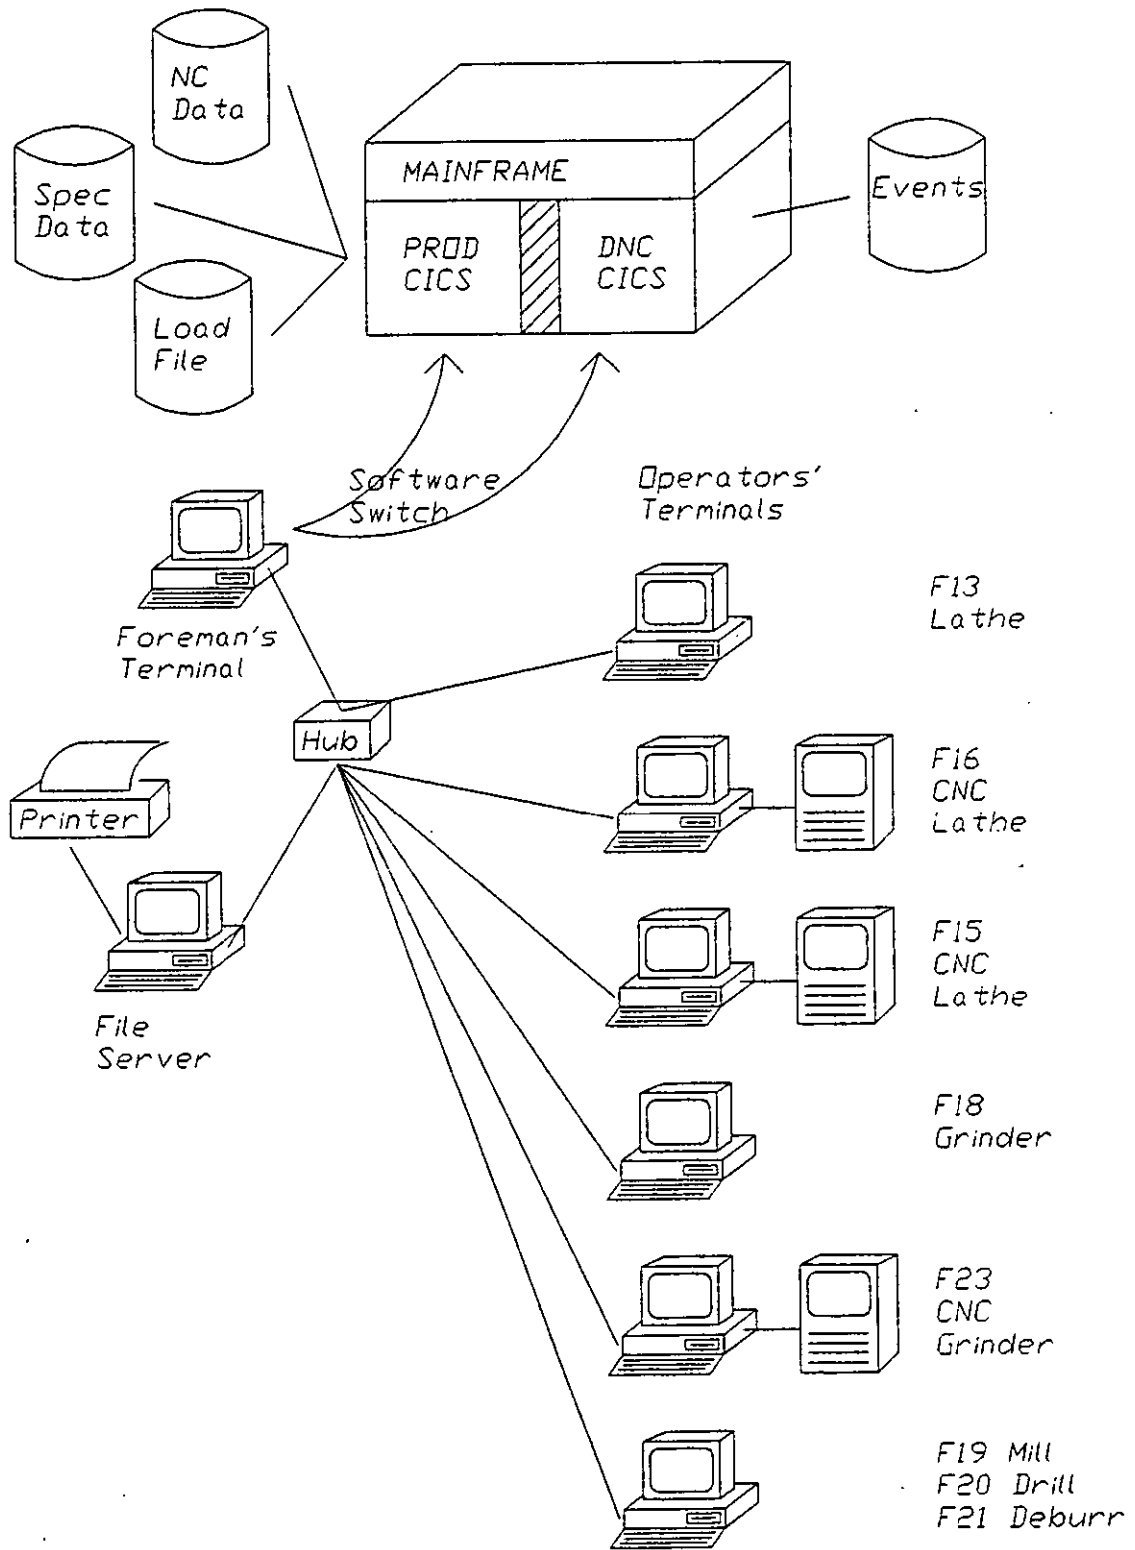 NC
Data
Spec
Data
Load
File
MAINFRAME
PROD
CICS
DNC
CICS
Events
Software
Switch
Operators'
Terminals
Foreman's
Terminal
Hub
Printer
File
Server
F13
Lathe
F16
CNC
Lathe
F15
CNC
Lathe
F18
Grinder
F23
CNC
Grinder
F19 Mill
F20 Drill
F21 Deburr